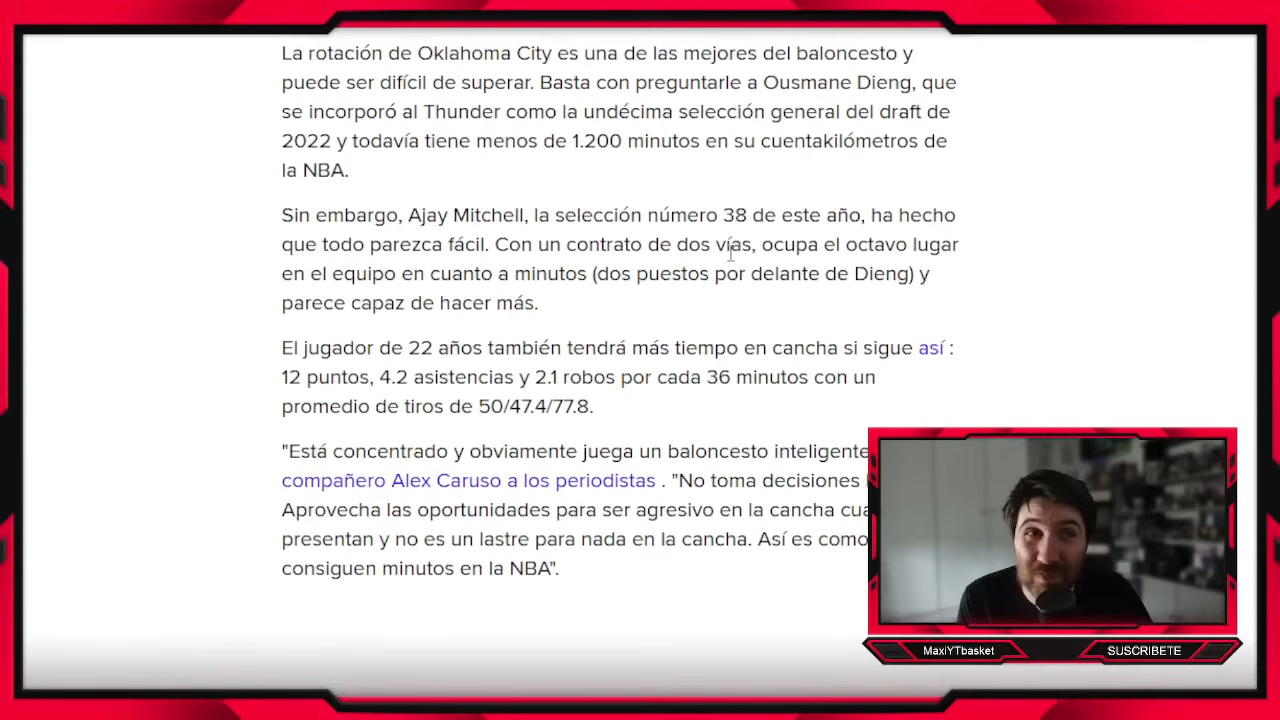 La rotación de Oklahoma City es una de las mejores del baloncesto y
puede ser difícil de superar. Basta con preguntarle a Ousmane Dieng, que
se incorporó al Thunder como la undécima selección general del draft de
2022 y todavía tiene menos de 1.200 minutos en su cuentakilómetros de
la NBA.
Sin embargo, Ajay Mitchell, la selección número 38 de este año, ha hecho
que todo parezca fácil. Con un contrato de dos vías, ocupa el octavo lugar
en el equipo en cuanto a minutos (dos puestos por delante de Dieng) y
parece capaz de hacer más.
El jugador de 22 años también tendrá más tiempo en cancha si sigue así :
12 puntos, 4.2 asistencias y 2.1 robos por cada 36 minutos con un
promedio de tiros de 50/47.4/77.8.
"Está concentrado y obviamente juega un baloncesto inteligente
compañero Alex Caruso a los periodistas . "No toma decisiones
Aprovecha las oportunidades para ser agresivo en la cancha
presentan y no es un lastre para nada en la cancha. Así es como
consiguen minutos en la NBA".
MaxiYTbasket
SUSCRIBETE